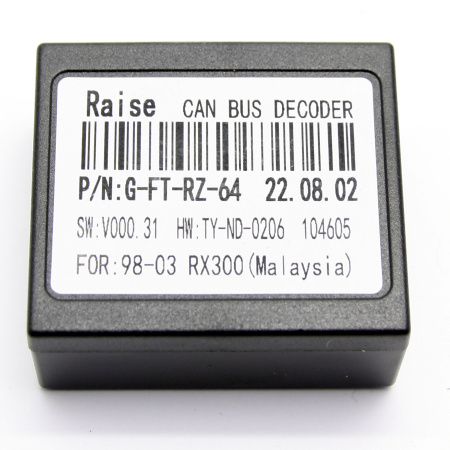 Raise CAN BUS DECODER
P/N:G-FT-RZ-64 22.08.02
SW:V000.31 HW:TY-ND-0206 104605
FOR:98-03 RX300(Malaysia)